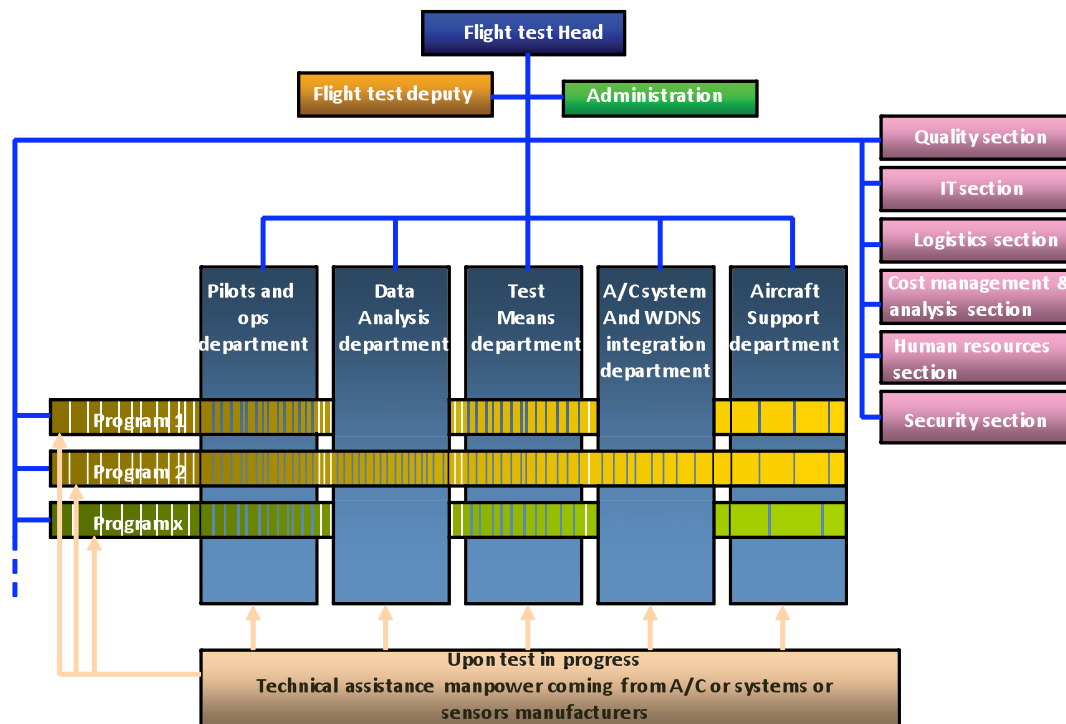 Flight test Head
Flight test deputy
Administration
Quality section
IT section
Logistics section
Cost management &
analysis section
Human resources
section
Security section
Pilots and
ops
department
Data
Analysis
department
Test
Means
department
A/C system
And WDNS
integration
department
Aircraft
Support
department
Program 1
Program 2
Program x
Upon test in progress
Technical assistance manpower coming from A/C or systems or
sensors manufacturers